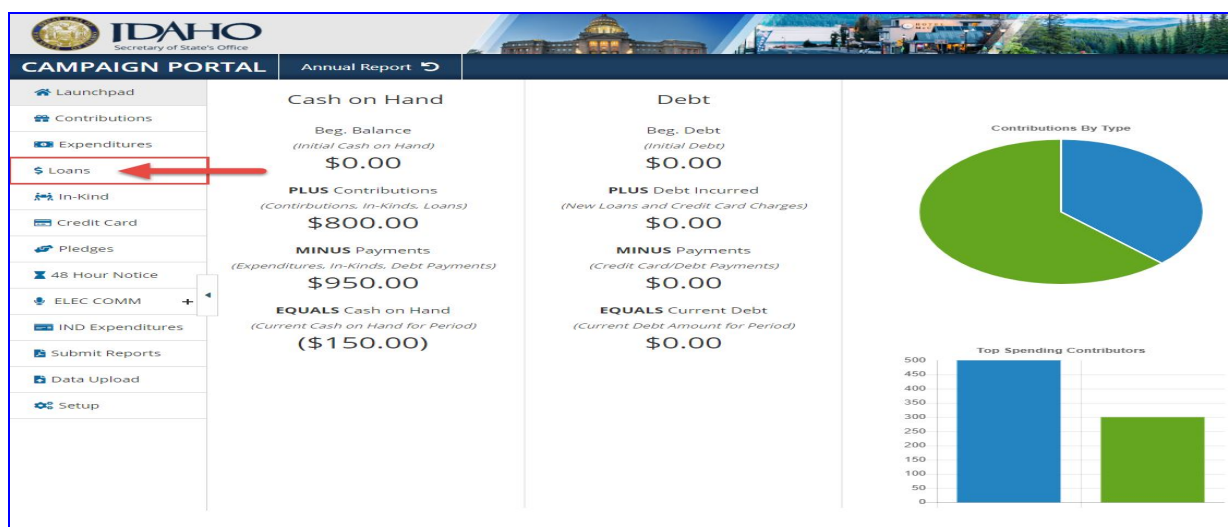 IDAHO
Secretary of State's Office
CAMPAIGN PORTAL
Annual Report
Launchpad
Contributions
Expenditures
$ Loans
In-Kind
Credit Card
Pledges
48 Hour Notice
ELEC COMM +
IND Expenditures
Submit Reports
Data Upload
Setup
Cash on Hand
Beg. Balance
(Initial Cash on Hand)
$0.00
PLUS Contributions
(Contirbutions, In-Kinds, Loans)
$800.00
MINUS Payments
(Expenditures, In-Kinds, Debt Payments)
$950.00
EQUALS Cash on Hand
(Current Cash on Hand for Period)
($150.00)
Debt
Beg. Debt
(Initial Debt)
$0.00
PLUS Debt Incurred
(New Loans and Credit Card Charges)
$0.00
MINUS Payments
(Credit Card/Debt Payments)
$0.00
EQUALS Current Debt
(Current Debt Amount for Period)
$0.00
Contributions By Type
Top Spending Contributors
500
450
400
350
300
250
200
150
100
50
0